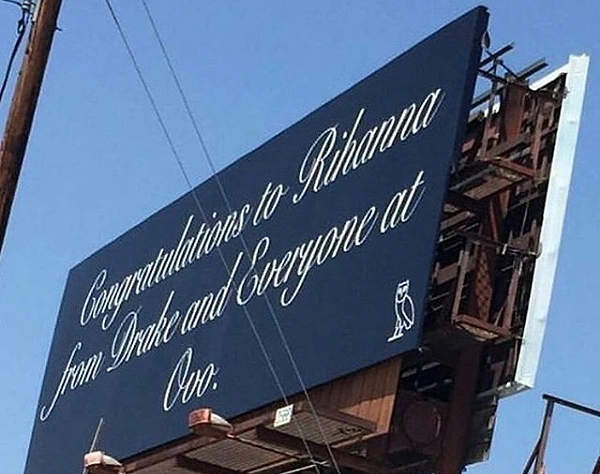 Congratulations to Rihanna
from Drake and Everyone at
Ovo.